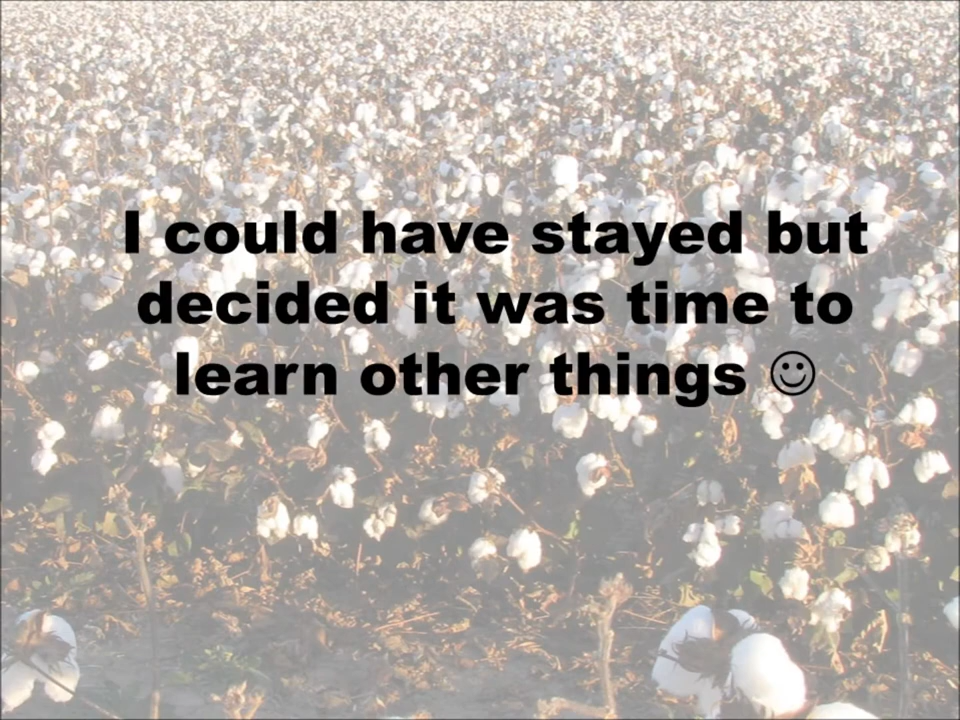 I could have stayed but
decided it was time to
learn other things ☺